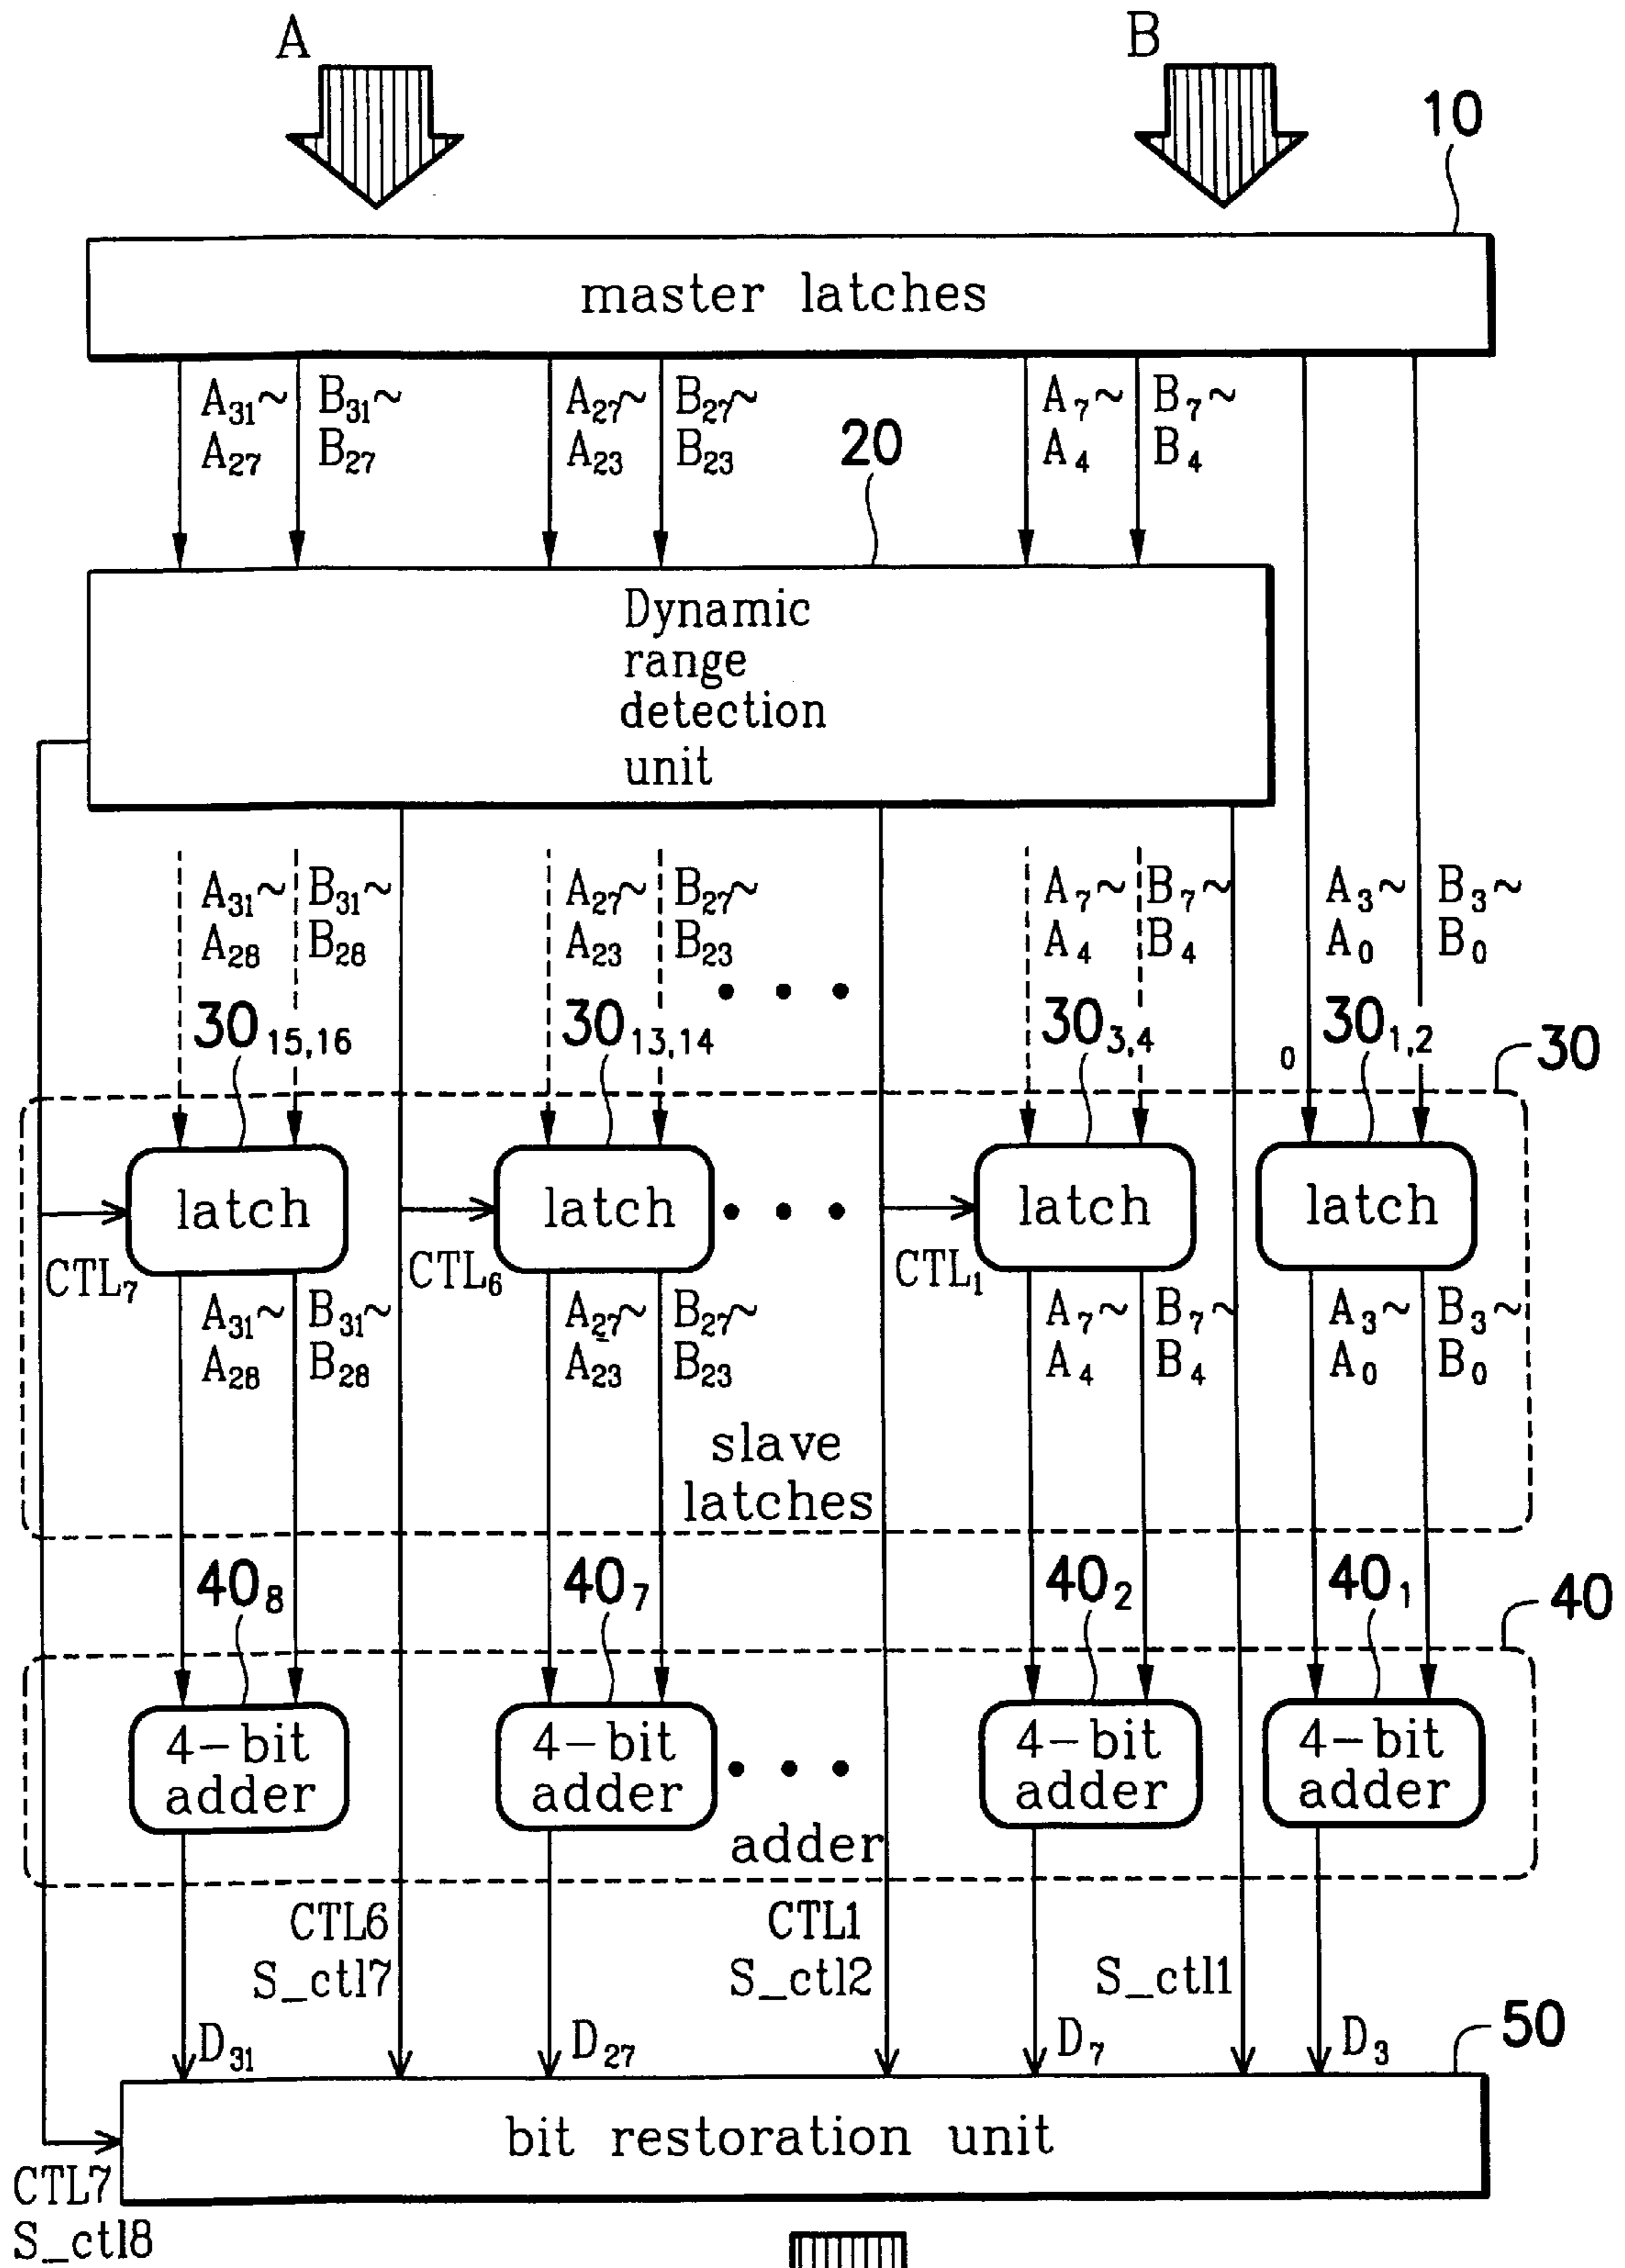 A B
10
master latches
A31~ B31~ A27~ B27~ A7~ B7~
A27 B27 A23 B23 A4 B4
20
Dynamic
range
detection
unit
A31~ B31~ A27~ B27~ A7~ B7~ A3~ B3~
A28 B28 A23 B23 A4 B4 A0 B0
30 15,16 30 13,14 • • • 30 3,4 0 30 1,2 30
latch latch • • • latch latch
CTL7 CTL6 CTL1
A31~ B31~ A27~ B27~ A7~ B7~ A3~ B3~
A28 B28 A23 B23 A4 B4 A0 B0
slave
latches
40 8 40 7 40 2 40 1 40
4-bit 4-bit 4-bit 4-bit
adder adder • • • adder adder
adder
CTL6 CTL1
S_ctl7 S_ctl2 S_ctl1
D31 D27 D7 D3 50
bit restoration unit
CTL7
S_ctl8